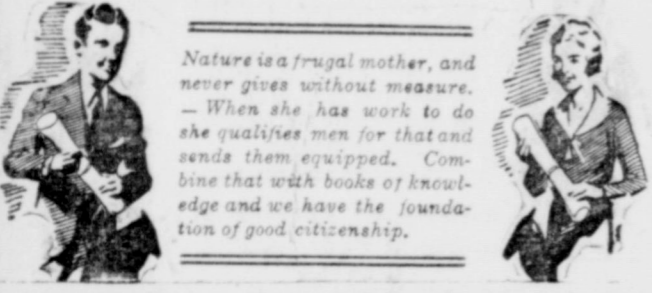 Nature is a frugal mother, and
never gives without measure.
— When she has work to do
she qualifies men for that and
sends them equipped. Com-
bine that with books of knowl-
edge and we have the founda-
tion of good citizenship.